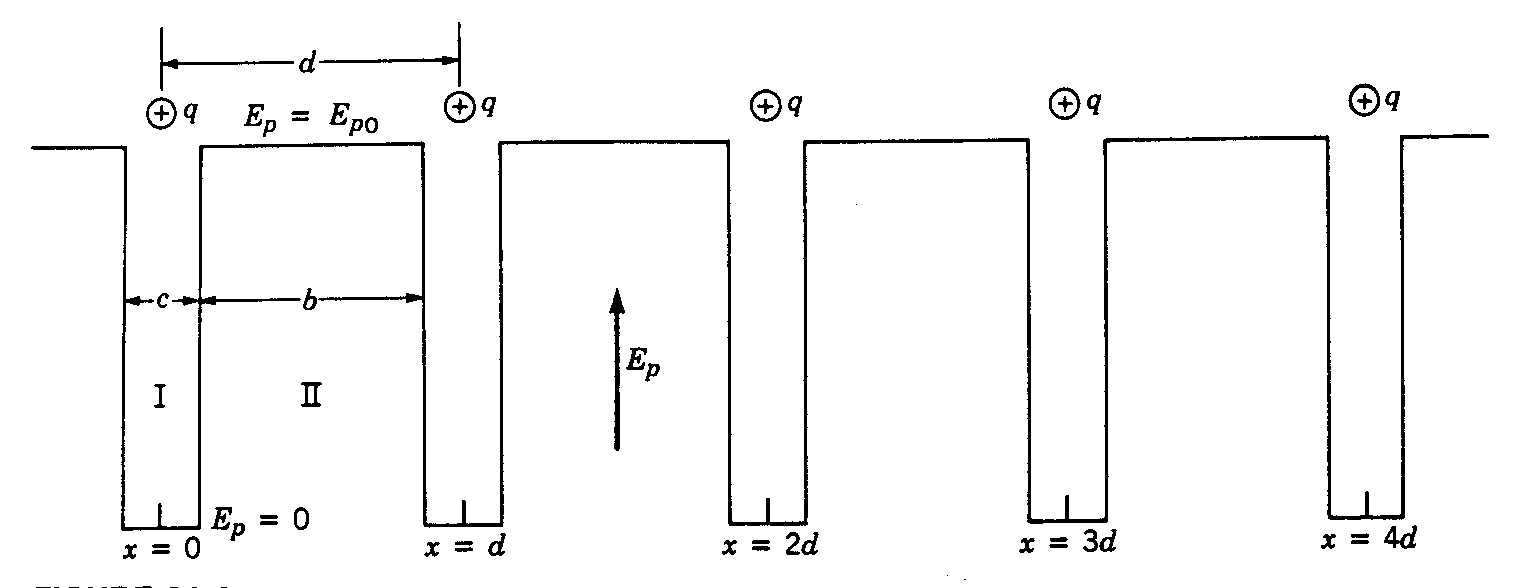 d
⊕ q E_p = E_p0 ⊕ q ⊕ q ⊕ q ⊕ q
c b
E_p
I II
E_p = 0
x = 0 x = d x = 2d x = 3d x = 4d